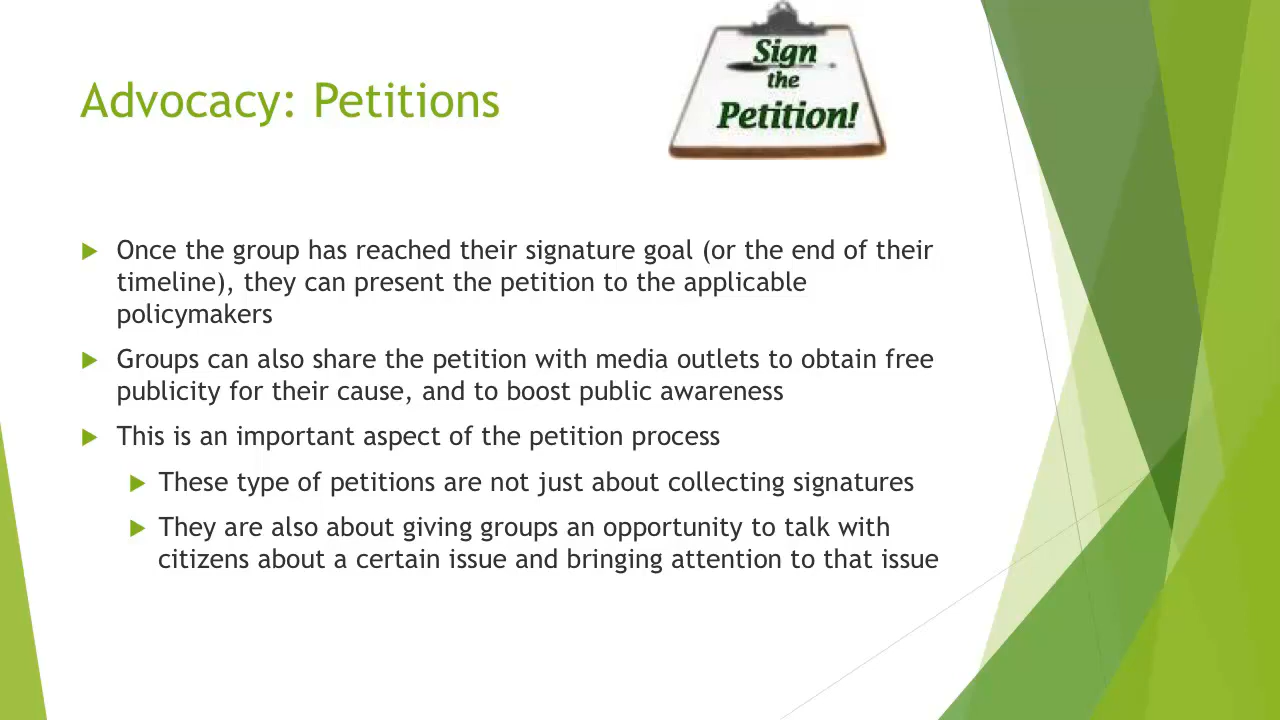 Sign
the
Petition!
Advocacy: Petitions
Once the group has reached their signature goal (or the end of their
timeline), they can present the petition to the applicable
policymakers
Groups can also share the petition with media outlets to obtain free
publicity for their cause, and to boost public awareness
This is an important aspect of the petition process
These type of petitions are not just about collecting signatures
They are also about giving groups an opportunity to talk with
citizens about a certain issue and bringing attention to that issue